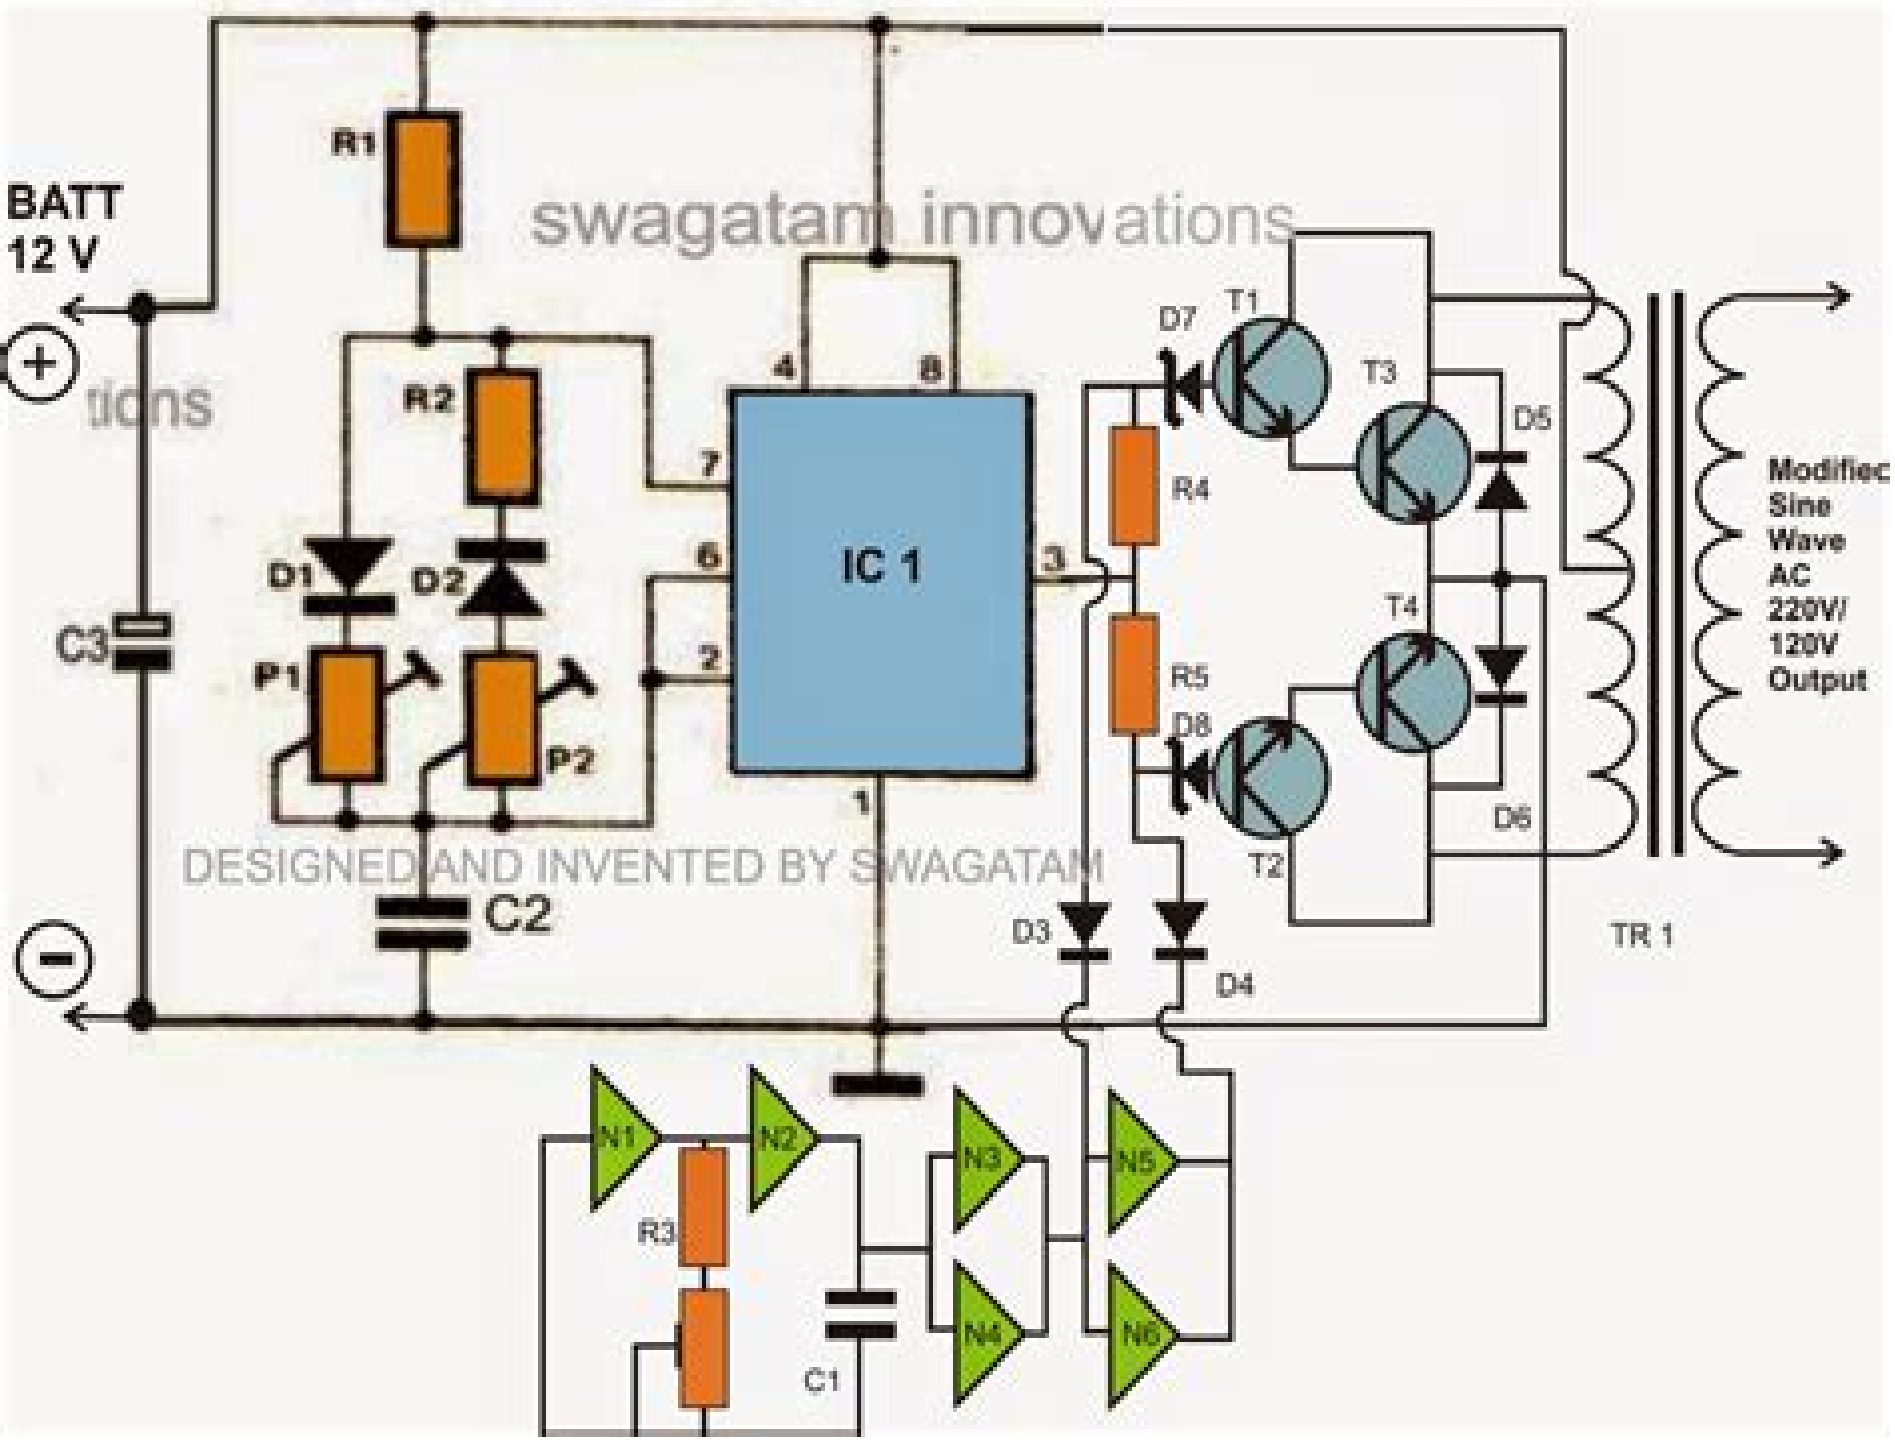 R1
swagatam innovations
BATT
12 V
+
tions
D7
T1
T3
D5
4
8
R2
7
R4
Modified
Sine
Wave
AC
220V/
120V
Output
IC 1
6
3
D1
D2
T4
C3
P1
2
R5
D8
P2
1
D6
T2
DESIGNED AND INVENTED BY SWAGATAM
C2
D3
TR 1
D4
-
N1
N2
N3
N5
R3
N4
N6
C1